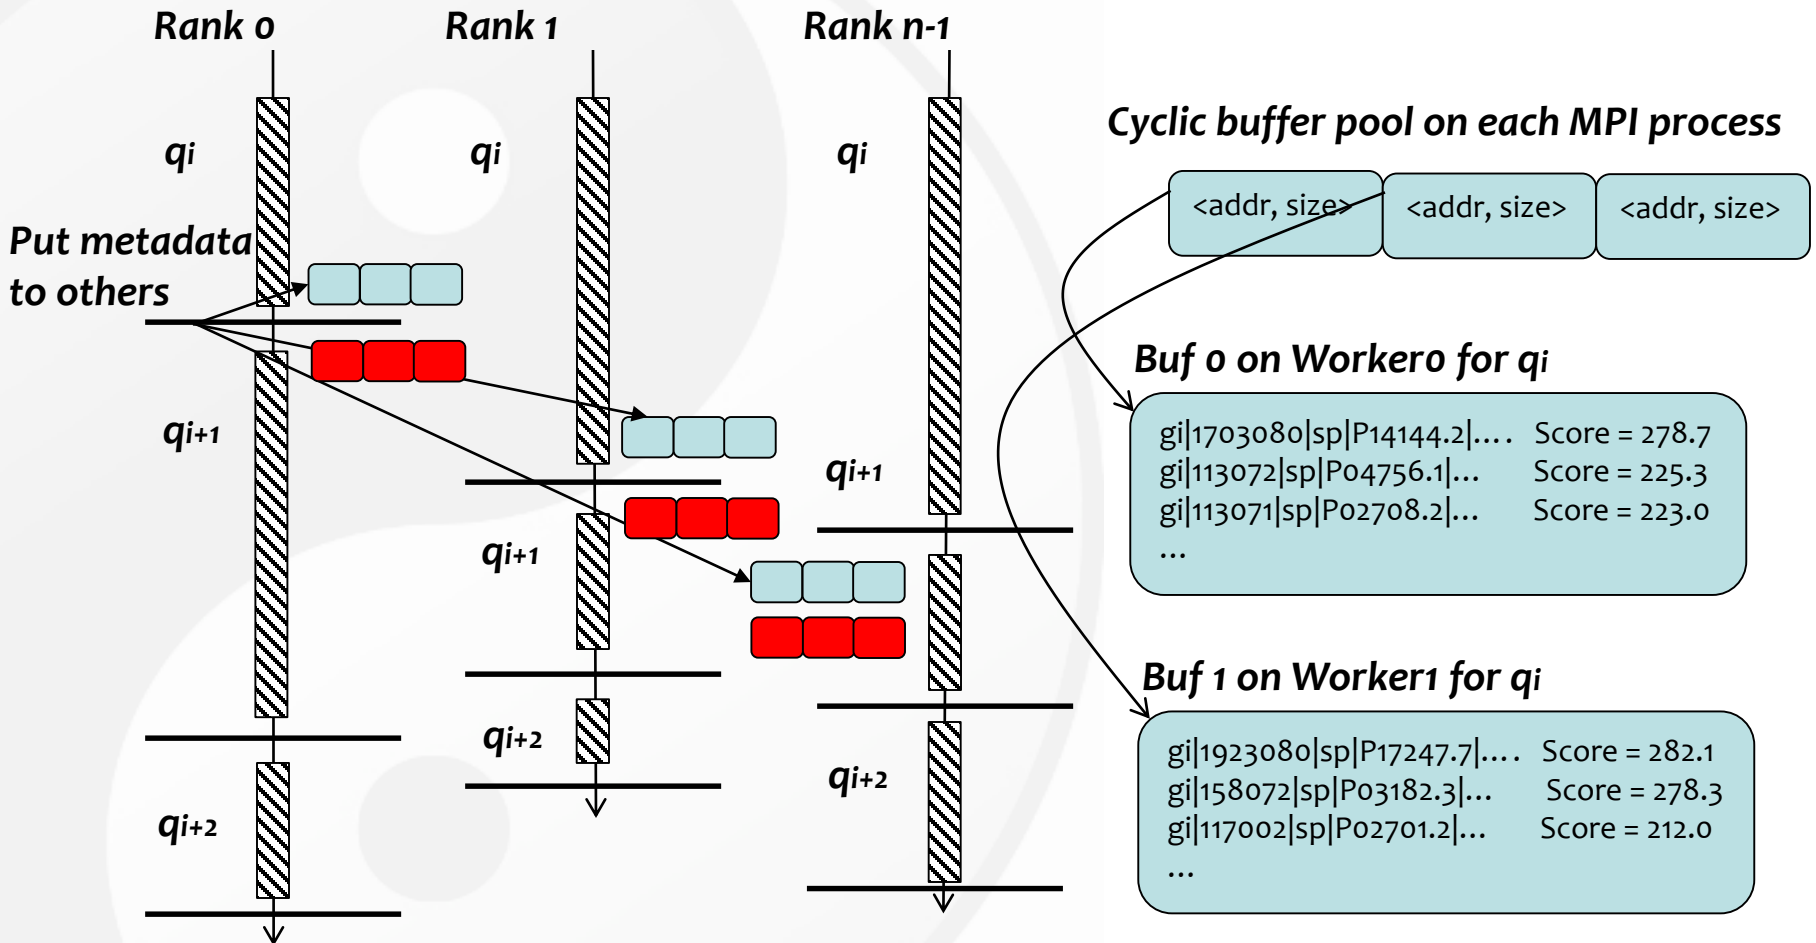 Rank 0
Rank 1
Rank n-1
qi
qi
qi
Put metadata
to others
qi+1
qi+1
qi+1
qi+2
qi+2
qi+2
Cyclic buffer pool on each MPI process
<addr, size>
<addr, size>
<addr, size>
Buf 0 on Worker0 for qi
gi|1703080|sp|P14144.2|.... Score = 278.7
gi|113072|sp|P04756.1|... Score = 225.3
gi|113071|sp|P02708.2|... Score = 223.0
...
Buf 1 on Worker1 for qi
gi|1923080|sp|P17247.7|.... Score = 282.1
gi|158072|sp|P03182.3|... Score = 278.3
gi|117002|sp|P02701.2|... Score = 212.0
...